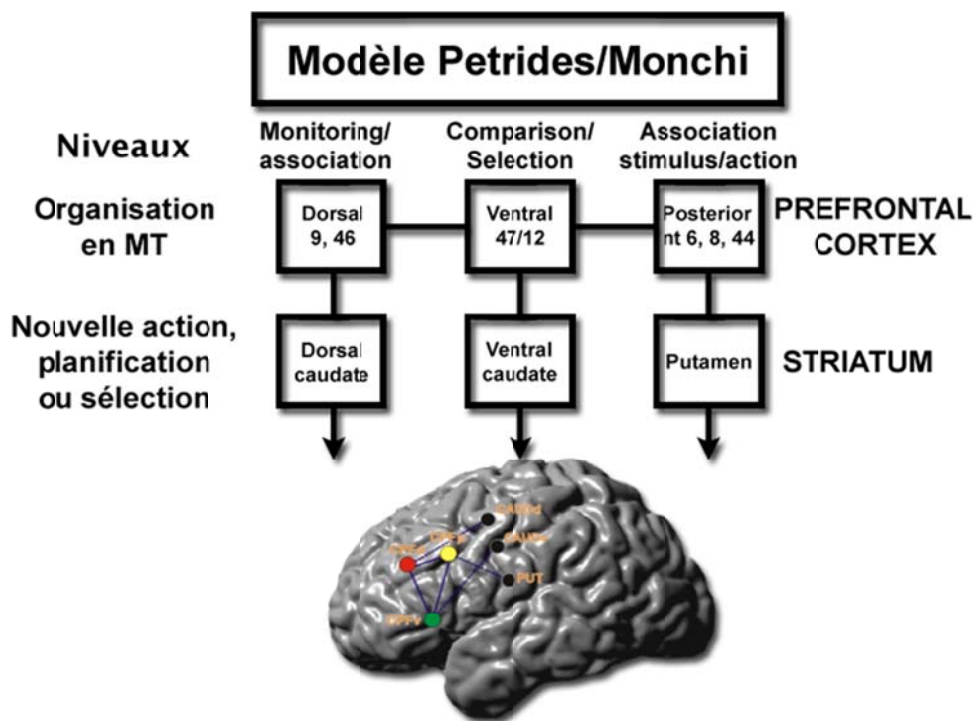 Modèle Petrides/Monchi
Niveaux
Monitoring/
association
Comparison/
Selection
Association
stimulus/action
Organisation
en MT
Dorsal
9, 46
Ventral
47/12
Posterior
nt 6, 8, 44
PREFRONTAL
CORTEX
Nouvelle action,
planification
ou sélection
Dorsal
caudate
Ventral
caudate
Putamen
STRIATUM
PUT
CPFv